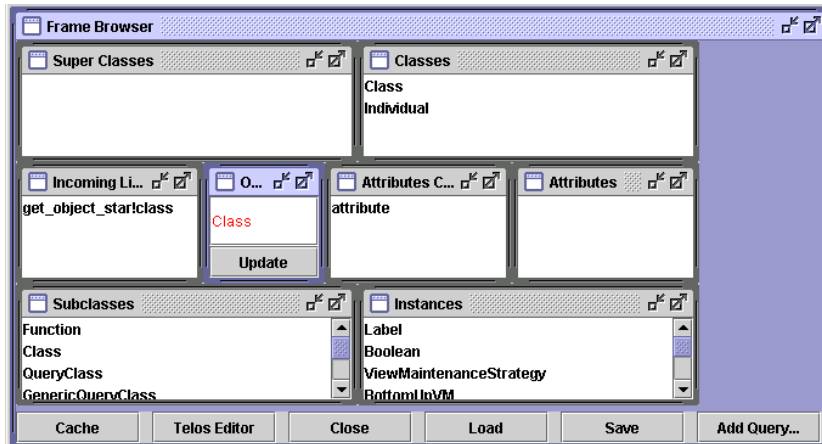 Frame Browser
Super Classes
Classes
Class
Individual
Incoming Li...
O...
Attributes C...
Attributes
get_object_star!class
Class
attribute
Update
Subclasses
Instances
Function
Class
QueryClass
GenericQueryClass
Label
Boolean
ViewMaintenanceStrategy
BottomUpVM
Cache
Telos Editor
Close
Load
Save
Add Query...